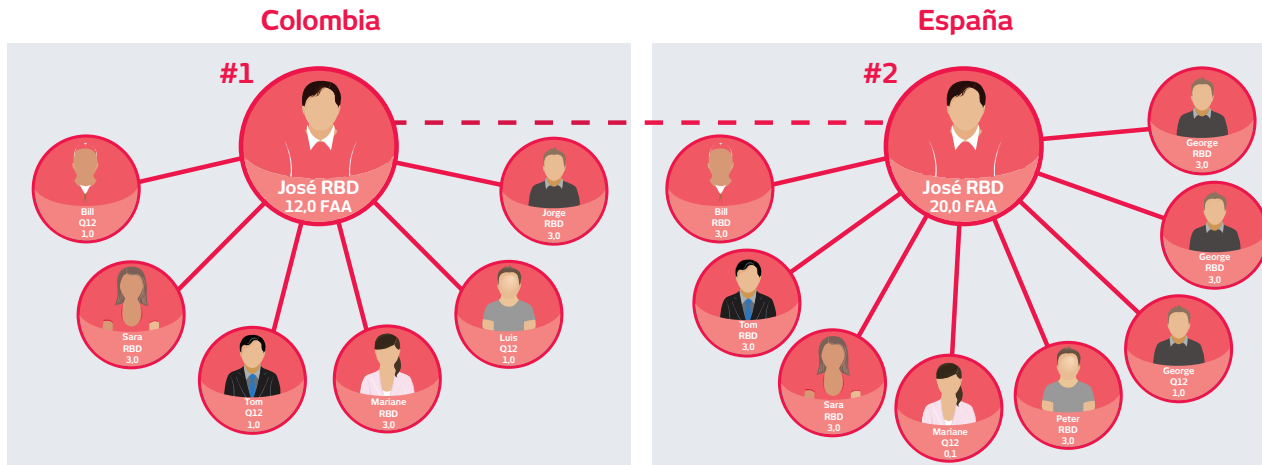 Colombia
#1
José RBD
12,0 FAA
Bill
Q12
1,0
Sara
RBD
3,0
Tom
Q12
1,0
Mariane
RBD
3,0
Luis
Q12
1,0
Jorge
RBD
3,0
España
#2
José RBD
20,0 FAA
Bill
RBD
3,0
Tom
RBD
3,0
Sara
RBD
3,0
Mariane
Q12
0,1
Peter
RBD
3,0
George
Q12
1,0
George
RBD
3,0
George
RBD
3,0